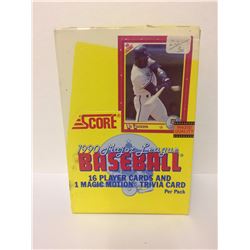 SCORE
1990 Major League
BASEBALL
16 PLAYER CARDS AND
1 MAGIC MOTION TRIVIA CARD
Per Pack